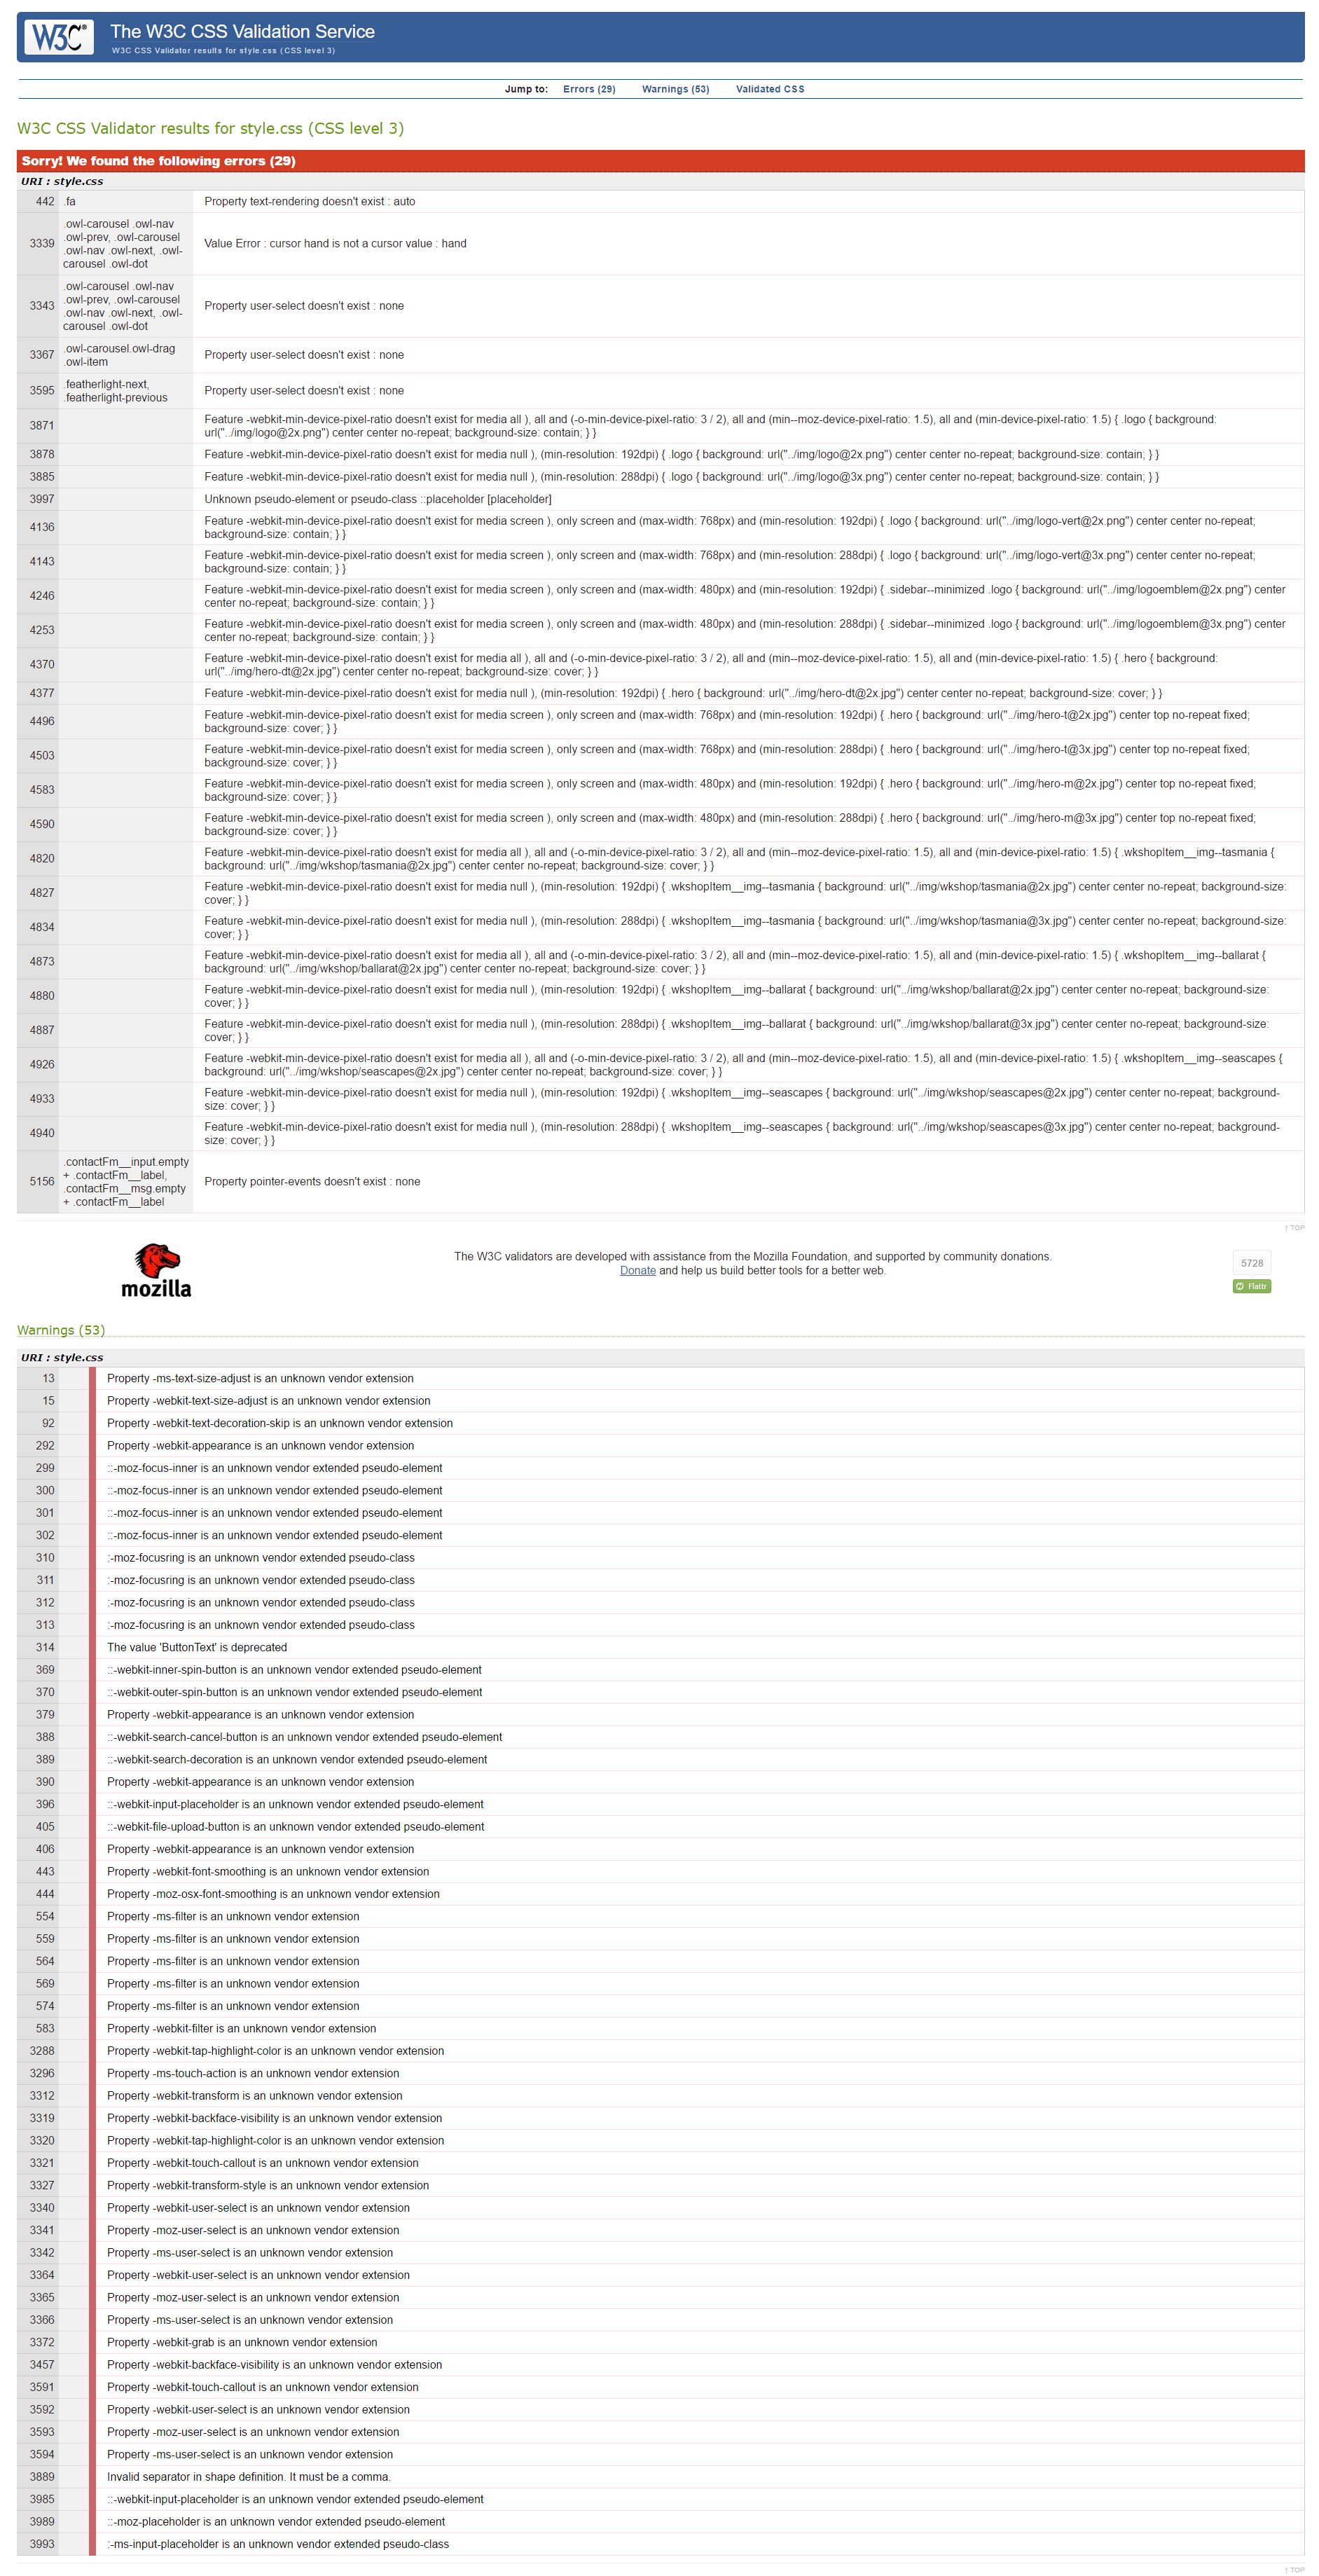 W3C®
The W3C CSS Validation Service
W3C CSS Validator results for style.css (CSS level 3)
Jump to: Errors (29) Warnings (53) Validated CSS
W3C CSS Validator results for style.css (CSS level 3)
Sorry! We found the following errors (29)
URI : style.css
442 .fa Property text-rendering doesn't exist : auto
.owl-carousel .owl-nav
.owl-prev, .owl-carousel
3339 .owl-nav .owl-next, .owl- Value Error : cursor hand is not a cursor value : hand
carousel .owl-dot
.owl-carousel .owl-nav
.owl-prev, .owl-carousel
3343 .owl-nav .owl-next, .owl- Property user-select doesn't exist : none
carousel .owl-dot
3367 .owl-carousel.owl-drag Property user-select doesn't exist : none
.owl-item
3595 .featherlight-next, Property user-select doesn't exist : none
.featherlight-previous
3871 Feature -webkit-min-device-pixel-ratio doesn't exist for media all ), all and (-o-min-device-pixel-ratio: 3 / 2), all and (min--moz-device-pixel-ratio: 1.5), all and (min-device-pixel-ratio: 1.5) { .logo { background:
url("../img/logo@2x.png") center center no-repeat; background-size: contain; } }
3878 Feature -webkit-min-device-pixel-ratio doesn't exist for media null ), (min-resolution: 192dpi) { .logo { background: url("../img/logo@2x.png") center center no-repeat; background-size: contain; } }
3885 Feature -webkit-min-device-pixel-ratio doesn't exist for media null ), (min-resolution: 288dpi) { .logo { background: url("../img/logo@3x.png") center center no-repeat; background-size: contain; } }
3997 Unknown pseudo-element or pseudo-class ::placeholder [placeholder]
4136 Feature -webkit-min-device-pixel-ratio doesn't exist for media screen ), only screen and (max-width: 768px) and (min-resolution: 192dpi) { .logo { background: url("../img/logo-vert@2x.png") center center no-repeat;
background-size: contain; } }
4143 Feature -webkit-min-device-pixel-ratio doesn't exist for media screen ), only screen and (max-width: 768px) and (min-resolution: 288dpi) { .logo { background: url("../img/logo-vert@3x.png") center center no-repeat;
background-size: contain; } }
4246 Feature -webkit-min-device-pixel-ratio doesn't exist for media screen ), only screen and (max-width: 480px) and (min-resolution: 192dpi) { .sidebar--minimized .logo { background: url("../img/logoemblem@2x.png") center
center no-repeat; background-size: contain; } }
4253 Feature -webkit-min-device-pixel-ratio doesn't exist for media screen ), only screen and (max-width: 480px) and (min-resolution: 288dpi) { .sidebar--minimized .logo { background: url("../img/logoemblem@3x.png") center
center no-repeat; background-size: contain; } }
4370 Feature -webkit-min-device-pixel-ratio doesn't exist for media all ), all and (-o-min-device-pixel-ratio: 3 / 2), all and (min--moz-device-pixel-ratio: 1.5), all and (min-device-pixel-ratio: 1.5) { .hero { background:
url("../img/hero-dt@2x.jpg") center center no-repeat; background-size: cover; } }
4377 Feature -webkit-min-device-pixel-ratio doesn't exist for media null ), (min-resolution: 192dpi) { .hero { background: url("../img/hero-dt@2x.jpg") center center no-repeat; background-size: cover; } }
4496 Feature -webkit-min-device-pixel-ratio doesn't exist for media screen ), only screen and (max-width: 768px) and (min-resolution: 192dpi) { .hero { background: url("../img/hero-t@2x.jpg") center top no-repeat fixed;
background-size: cover; } }
4503 Feature -webkit-min-device-pixel-ratio doesn't exist for media screen ), only screen and (max-width: 768px) and (min-resolution: 288dpi) { .hero { background: url("../img/hero-t@3x.jpg") center top no-repeat fixed;
background-size: cover; } }
4583 Feature -webkit-min-device-pixel-ratio doesn't exist for media screen ), only screen and (max-width: 480px) and (min-resolution: 192dpi) { .hero { background: url("../img/hero-m@2x.jpg") center top no-repeat fixed;
background-size: cover; } }
4590 Feature -webkit-min-device-pixel-ratio doesn't exist for media screen ), only screen and (max-width: 480px) and (min-resolution: 288dpi) { .hero { background: url("../img/hero-m@3x.jpg") center top no-repeat fixed;
background-size: cover; } }
4820 Feature -webkit-min-device-pixel-ratio doesn't exist for media all ), all and (-o-min-device-pixel-ratio: 3 / 2), all and (min--moz-device-pixel-ratio: 1.5), all and (min-device-pixel-ratio: 1.5) { .wkshopItem__img--tasmania {
background: url("../img/wkshop/tasmania@2x.jpg") center center no-repeat; background-size: cover; } }
4827 Feature -webkit-min-device-pixel-ratio doesn't exist for media null ), (min-resolution: 192dpi) { .wkshopItem__img--tasmania { background: url("../img/wkshop/tasmania@2x.jpg") center center no-repeat; background-size:
cover; } }
4834 Feature -webkit-min-device-pixel-ratio doesn't exist for media null ), (min-resolution: 288dpi) { .wkshopItem__img--tasmania { background: url("../img/wkshop/tasmania@3x.jpg") center center no-repeat; background-size:
cover; } }
4873 Feature -webkit-min-device-pixel-ratio doesn't exist for media all ), all and (-o-min-device-pixel-ratio: 3 / 2), all and (min--moz-device-pixel-ratio: 1.5), all and (min-device-pixel-ratio: 1.5) { .wkshopItem__img--ballarat {
background: url("../img/wkshop/ballarat@2x.jpg") center center no-repeat; background-size: cover; } }
4880 Feature -webkit-min-device-pixel-ratio doesn't exist for media null ), (min-resolution: 192dpi) { .wkshopItem__img--ballarat { background: url("../img/wkshop/ballarat@2x.jpg") center center no-repeat; background-size:
cover; } }
4887 Feature -webkit-min-device-pixel-ratio doesn't exist for media null ), (min-resolution: 288dpi) { .wkshopItem__img--ballarat { background: url("../img/wkshop/ballarat@3x.jpg") center center no-repeat; background-size:
cover; } }
4926 Feature -webkit-min-device-pixel-ratio doesn't exist for media all ), all and (-o-min-device-pixel-ratio: 3 / 2), all and (min--moz-device-pixel-ratio: 1.5), all and (min-device-pixel-ratio: 1.5) { .wkshopItem__img--seascapes {
background: url("../img/wkshop/seascapes@2x.jpg") center center no-repeat; background-size: cover; } }
4933 Feature -webkit-min-device-pixel-ratio doesn't exist for media null ), (min-resolution: 192dpi) { .wkshopItem__img--seascapes { background: url("../img/wkshop/seascapes@2x.jpg") center center no-repeat; background-
size: cover; } }
4940 Feature -webkit-min-device-pixel-ratio doesn't exist for media null ), (min-resolution: 288dpi) { .wkshopItem__img--seascapes { background: url("../img/wkshop/seascapes@3x.jpg") center center no-repeat; background-
size: cover; } }
.contactFm__input.empty
+ .contactFm__label,
5156 .contactFm__msg.empty Property pointer-events doesn't exist : none
+ .contactFm__label
↑ TOP
mozilla
The W3C validators are developed with assistance from the Mozilla Foundation, and supported by community donations.
Donate and help us build better tools for a better web.
5728
Flattr
Warnings (53)
URI : style.css
13 Property -ms-text-size-adjust is an unknown vendor extension
15 Property -webkit-text-size-adjust is an unknown vendor extension
92 Property -webkit-text-decoration-skip is an unknown vendor extension
292 Property -webkit-appearance is an unknown vendor extension
299 ::-moz-focus-inner is an unknown vendor extended pseudo-element
300 ::-moz-focus-inner is an unknown vendor extended pseudo-element
301 ::-moz-focus-inner is an unknown vendor extended pseudo-element
302 ::-moz-focus-inner is an unknown vendor extended pseudo-element
310 :-moz-focusring is an unknown vendor extended pseudo-class
311 :-moz-focusring is an unknown vendor extended pseudo-class
312 :-moz-focusring is an unknown vendor extended pseudo-class
313 :-moz-focusring is an unknown vendor extended pseudo-class
314 The value 'ButtonText' is deprecated
369 ::-webkit-inner-spin-button is an unknown vendor extended pseudo-element
370 ::-webkit-outer-spin-button is an unknown vendor extended pseudo-element
379 Property -webkit-appearance is an unknown vendor extension
388 ::-webkit-search-cancel-button is an unknown vendor extended pseudo-element
389 ::-webkit-search-decoration is an unknown vendor extended pseudo-element
390 Property -webkit-appearance is an unknown vendor extension
396 ::-webkit-input-placeholder is an unknown vendor extended pseudo-element
405 ::-webkit-file-upload-button is an unknown vendor extended pseudo-element
406 Property -webkit-appearance is an unknown vendor extension
443 Property -webkit-font-smoothing is an unknown vendor extension
444 Property -moz-osx-font-smoothing is an unknown vendor extension
554 Property -ms-filter is an unknown vendor extension
559 Property -ms-filter is an unknown vendor extension
564 Property -ms-filter is an unknown vendor extension
569 Property -ms-filter is an unknown vendor extension
574 Property -ms-filter is an unknown vendor extension
583 Property -webkit-filter is an unknown vendor extension
3288 Property -webkit-tap-highlight-color is an unknown vendor extension
3296 Property -ms-touch-action is an unknown vendor extension
3312 Property -webkit-transform is an unknown vendor extension
3319 Property -webkit-backface-visibility is an unknown vendor extension
3320 Property -webkit-tap-highlight-color is an unknown vendor extension
3321 Property -webkit-touch-callout is an unknown vendor extension
3327 Property -webkit-transform-style is an unknown vendor extension
3340 Property -webkit-user-select is an unknown vendor extension
3341 Property -moz-user-select is an unknown vendor extension
3342 Property -ms-user-select is an unknown vendor extension
3364 Property -webkit-user-select is an unknown vendor extension
3365 Property -moz-user-select is an unknown vendor extension
3366 Property -ms-user-select is an unknown vendor extension
3372 Property -webkit-grab is an unknown vendor extension
3457 Property -webkit-backface-visibility is an unknown vendor extension
3591 Property -webkit-touch-callout is an unknown vendor extension
3592 Property -webkit-user-select is an unknown vendor extension
3593 Property -moz-user-select is an unknown vendor extension
3594 Property -ms-user-select is an unknown vendor extension
3889 Invalid separator in shape definition. It must be a comma.
3985 ::-webkit-input-placeholder is an unknown vendor extended pseudo-element
3989 ::-moz-placeholder is an unknown vendor extended pseudo-element
3993 :-ms-input-placeholder is an unknown vendor extended pseudo-class
↑ TOP